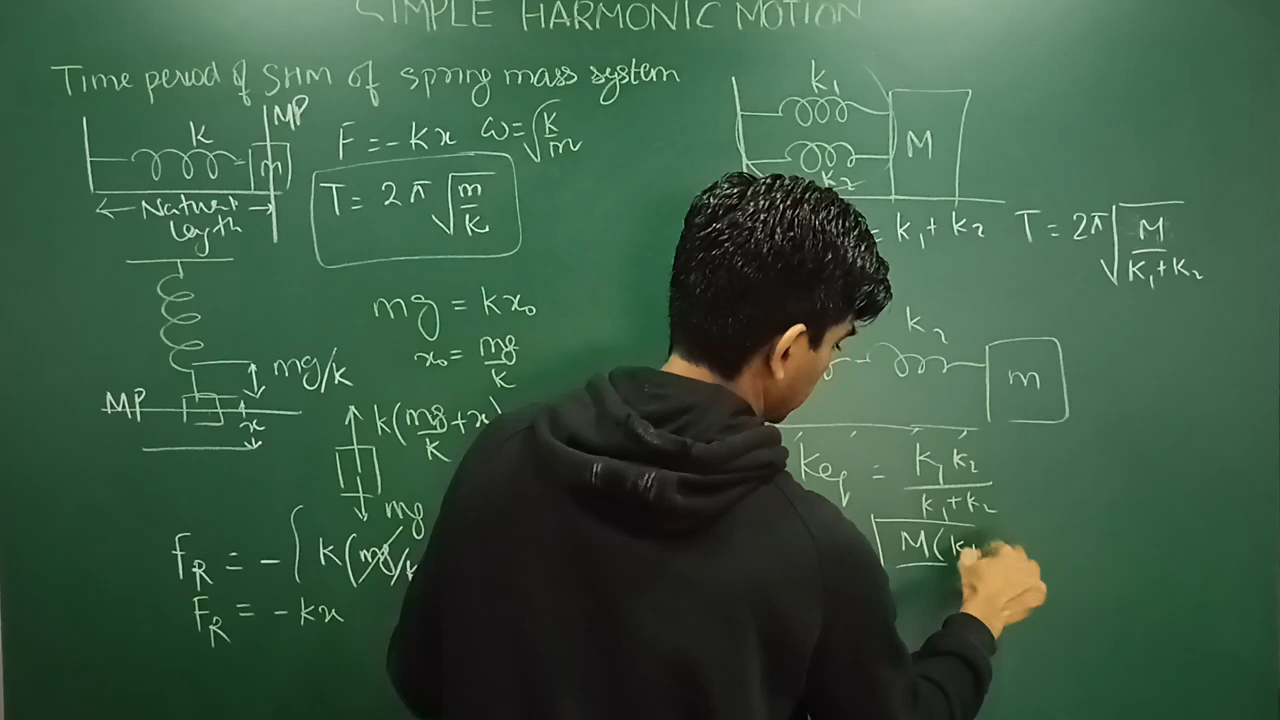 SIMPLE HARMONIC MOTION
Time period of SHM of spring mass system
MP
K
m
Natural
length
F = -Kx
ω = √K/m
T = 2π √m/K
mg/K
MP
x
mg = Kx₀
x₀ = mg/K
K(mg/K + x)
mg
F_R = - { K(mg/K
F_R = - Kx
K₁
K₂
M
= K₁ + K₂
T = 2π √M/K₁+K₂
K₂
m
Keq = K₁K₂/K₁+K₂
√M(K₁